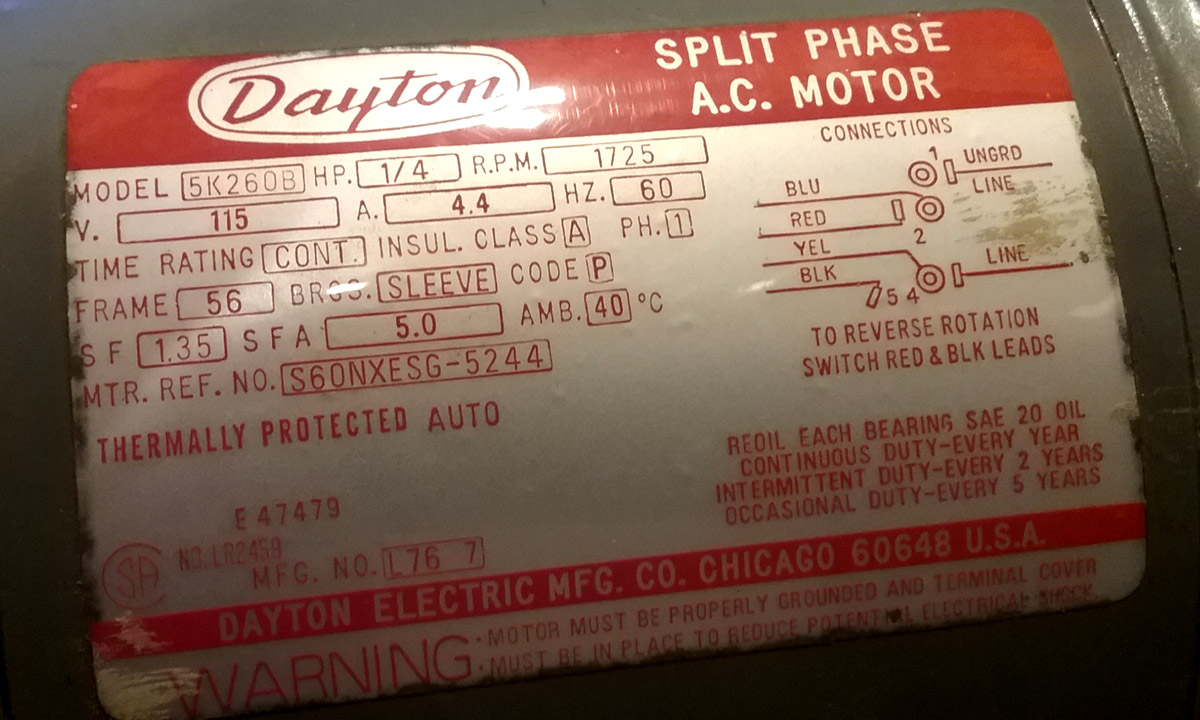 Dayton
SPLIT PHASE
A.C. MOTOR
MODEL 5K260B HP. 1/4 R.P.M. 1725
V. 115 A. 4.4 HZ. 60
TIME RATING CONT. INSUL. CLASS A PH. 1
FRAME 56 BRGS. SLEEVE CODE P
SF 1.35 SFA 5.0 AMB. 40 °C
MTR. REF. NO. S60NXESG-5244
THERMALLY PROTECTED AUTO
CONNECTIONS
1 UNGRD
LINE
BLU
RED
2
YEL
LINE
BLK
5 4
TO REVERSE ROTATION
SWITCH RED & BLK LEADS
REOIL EACH BEARING SAE 20 OIL
CONTINUOUS DUTY-EVERY YEAR
INTERMITTENT DUTY-EVERY 2 YEARS
OCCASIONAL DUTY-EVERY 5 YEARS
E 47479
SA NO. LR2459
MFG. NO. L76 7
DAYTON ELECTRIC MFG. CO. CHICAGO 60648 U.S.A.
WARNING
• MOTOR MUST BE PROPERLY GROUNDED AND TERMINAL COVER
• MUST BE IN PLACE TO REDUCE POTENTIAL ELECTRICAL SHOCK